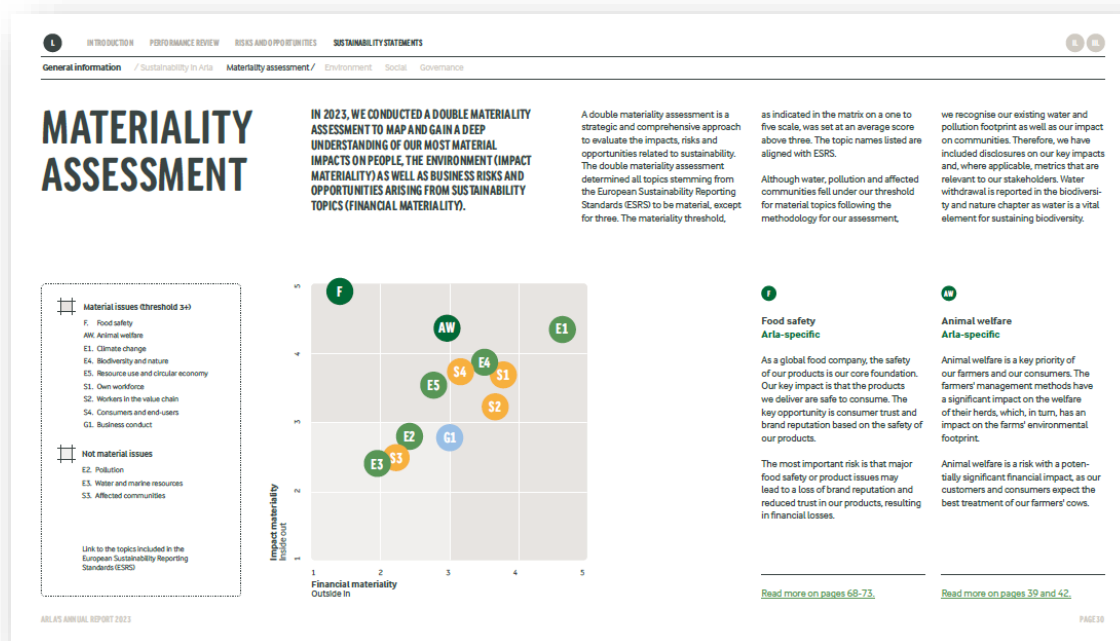 L
INTRODUCTION PERFORMANCE REVIEW RISKS AND OPPORTUNITIES SUSTAINABILITY STATEMENTS
General information / Sustainability in Arla Materiality assessment / Environment Social Governance
MATERIALITY
ASSESSMENT
IN 2023, WE CONDUCTED A DOUBLE MATERIALITY
ASSESSMENT TO MAP AND GAIN A DEEP
UNDERSTANDING OF OUR MOST MATERIAL
IMPACTS ON PEOPLE, THE ENVIRONMENT (IMPACT
MATERIALITY) AS WELL AS BUSINESS RISKS AND
OPPORTUNITIES ARISING FROM SUSTAINABILITY
TOPICS (FINANCIAL MATERIALITY).
A double materiality assessment is a
strategic and comprehensive approach
to evaluate the impacts, risks and
opportunities related to sustainability.
The double materiality assessment
determined all topics stemming from
the European Sustainability Reporting
Standards (ESRS) to be material, except
for three. The materiality threshold,
as indicated in the matrix on a one to
five scale, was set at an average score
above three. The topic names listed are
aligned with ESRS.
Although water, pollution and affected
communities fell under our threshold
for material topics following the
methodology for our assessment,
we recognise our existing water and
pollution footprint as well as our impact
on communities. Therefore, we have
included disclosures on our key impacts
and, where applicable, metrics that are
relevant to our stakeholders. Water
withdrawal is reported in the biodiversi-
ty and nature chapter as water is a vital
element for sustaining biodiversity.
Material issues (threshold 3+)
F. Food safety
AW. Animal welfare
E1. Climate change
E4. Biodiversity and nature
E5. Resource use and circular economy
S1. Own workforce
S2. Workers in the value chain
S4. Consumers and end-users
G1. Business conduct
Not material issues
E2. Pollution
E3. Water and marine resources
S3. Affected communities
Link to the topics included in the
European Sustainability Reporting
Standards (ESRS)
Impact materiality
Inside out
5
4
3
2
1
F
AW
E1
E4
S4
S1
E5
S2
E2
G1
S3
E3
1 2 3 4 5
Financial materiality
Outside in
F
Food safety
Arla-specific
As a global food company, the safety
of our products is our core foundation.
Our key impact is that the products
we deliver are safe to consume. The
key opportunity is consumer trust and
brand reputation based on the safety of
our products.
The most important risk is that major
food safety or product issues may
lead to a loss of brand reputation and
reduced trust in our products, resulting
in financial losses.
Read more on pages 68-73.
AW
Animal welfare
Arla-specific
Animal welfare is a key priority of
our farmers and our consumers. The
farmers' management methods have
a significant impact on the welfare
of their herds, which, in turn, has an
impact on the farms' environmental
footprint.
Animal welfare is a risk with a poten-
tially significant financial impact, as our
customers and consumers expect the
best treatment of our farmers' cows.
Read more on pages 39 and 42.
ARLA'S ANNUAL REPORT 2023